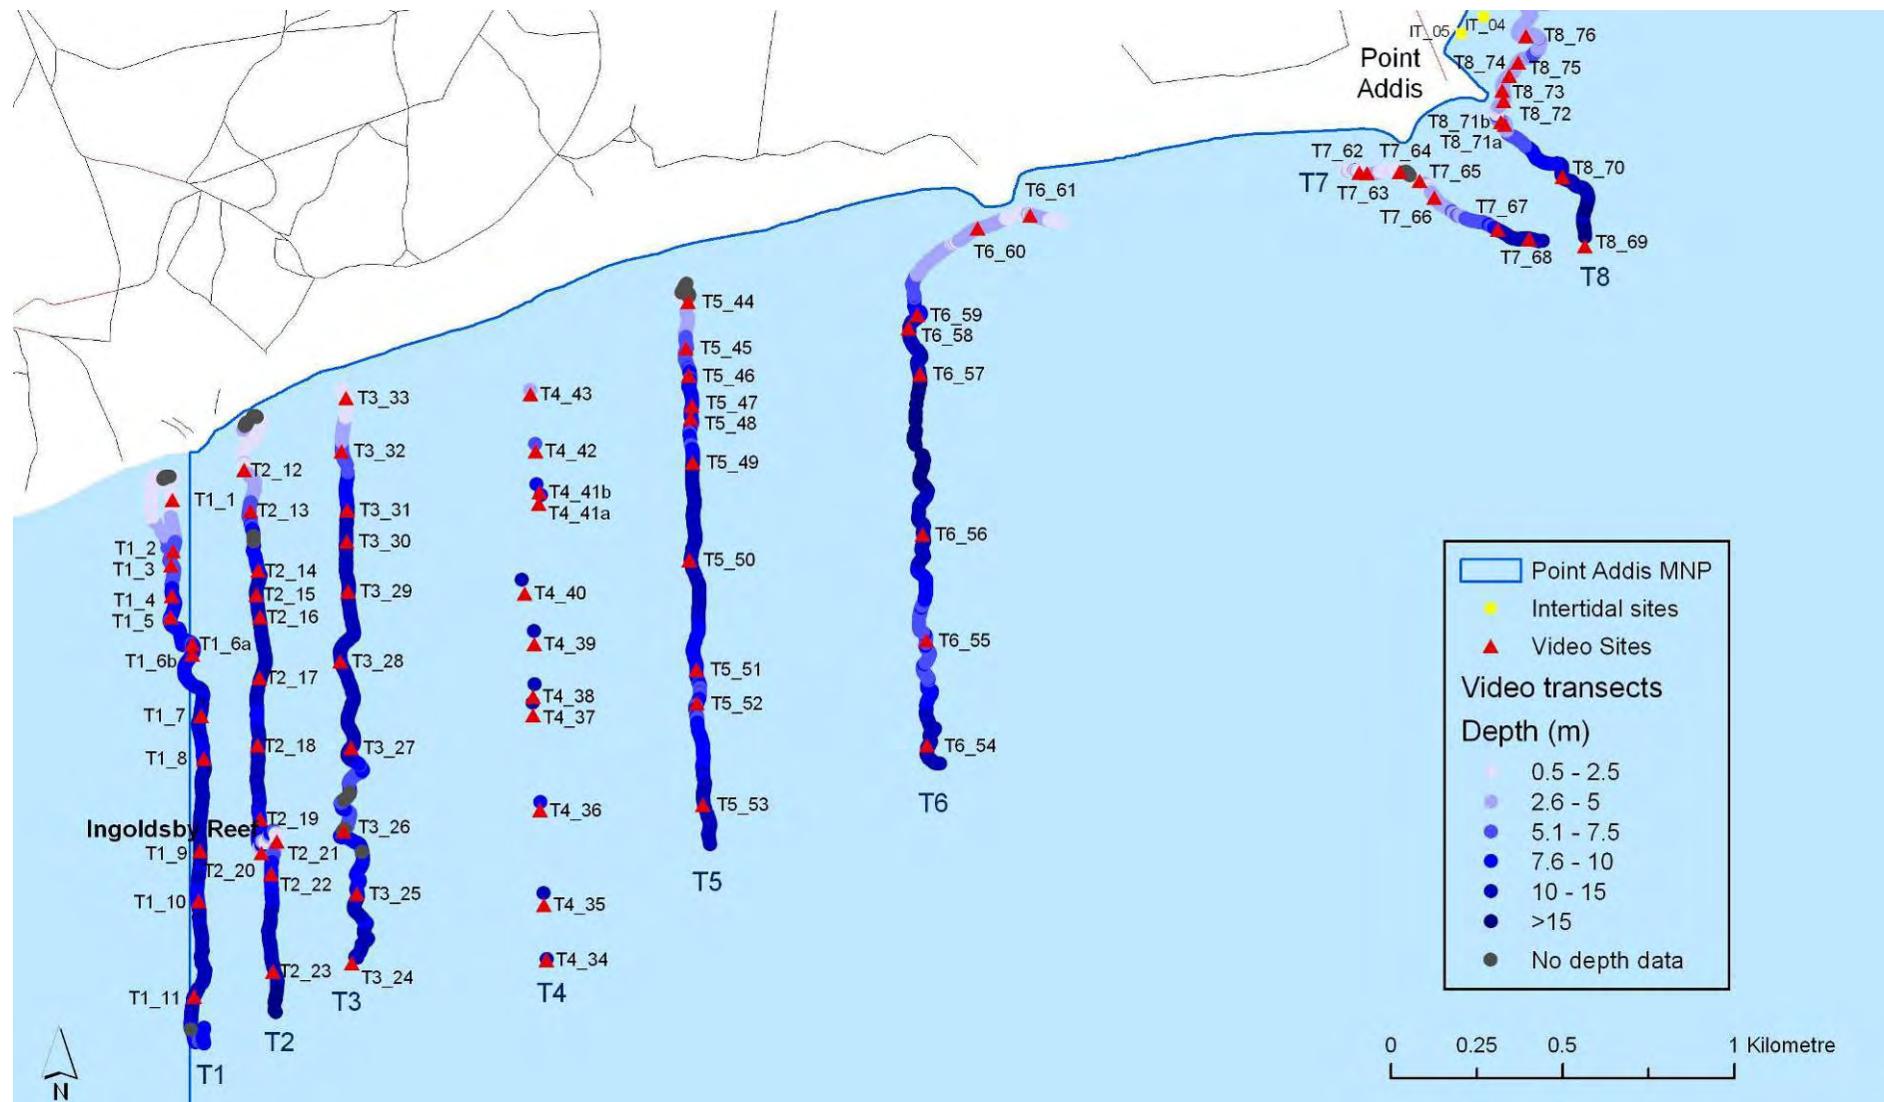 IT_04
IT_05
T8_76
Point
Addis
T8_74
T8_75
T8_73
T8_72
T8_71b
T8_71a
T7_62
T7_64
T7
T7_63
T7_65
T8_70
T7_66
T7_67
T7_68
T8_69
T8
T6_61
T6_60
T6_59
T6_58
T6_57
T6_56
T6_55
T6_54
T6
T5_44
T5_45
T5_46
T5_47
T5_48
T5_49
T5_50
T5_51
T5_52
T5_53
T5
T4_43
T4_42
T4_41b
T4_41a
T4_40
T4_39
T4_38
T4_37
T4_36
T4_35
T4_34
T4
T3_33
T3_32
T3_31
T3_30
T3_29
T3_28
T3_27
T3_26
T3_25
T3_24
T3
T2_12
T2_13
T2_14
T2_15
T2_16
T2_17
T2_18
T2_19
T2_21
T2_20
T2_22
T2_23
T2
T1_1
T1_2
T1_3
T1_4
T1_5
T1_6a
T1_6b
T1_7
T1_8
Ingoldsby Reef
T1_9
T1_10
T1_11
T1
N
Point Addis MNP
Intertidal sites
Video Sites
Video transects
Depth (m)
0.5 - 2.5
2.6 - 5
5.1 - 7.5
7.6 - 10
10 - 15
>15
No depth data
0 0.25 0.5 1 Kilometre